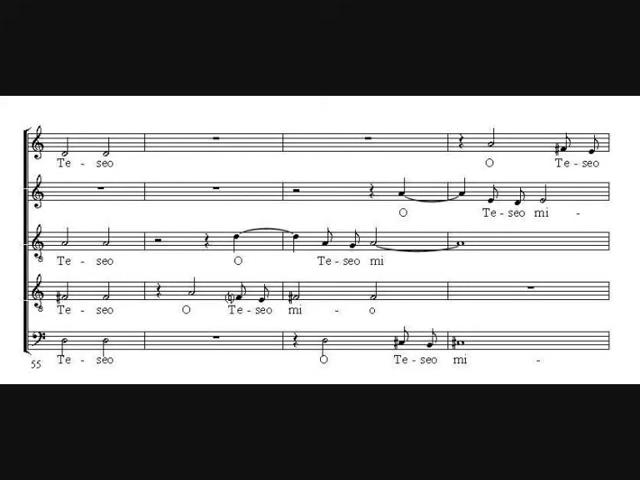 Te - seo O Te - seo
O Te - seo mi -
Te - seo O Te - seo mi
Te - seo O Te - seo mi - o
55 Te - seo O Te - seo mi -